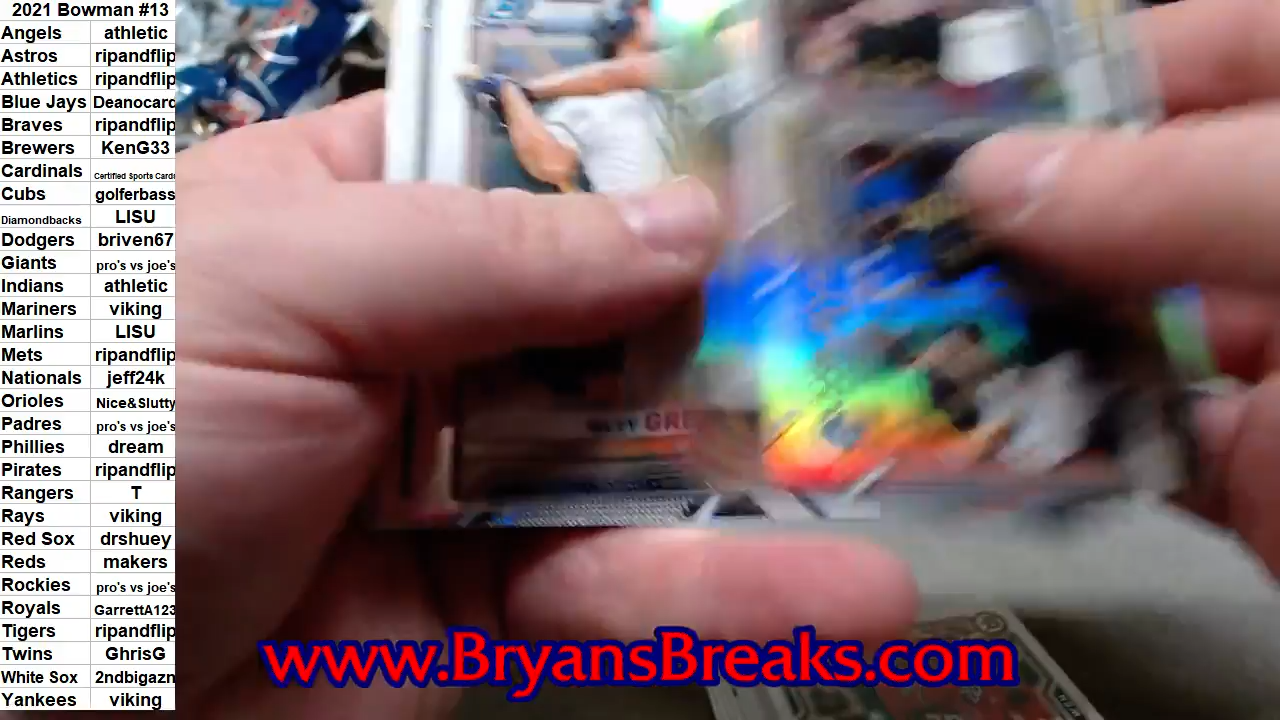 2021 Bowman #13
Angels athletic
Astros ripandflip
Athletics ripandflip
Blue Jays Deanocard
Braves ripandflip
Brewers KenG33
Cardinals Certified Sports Cards
Cubs golferbass
Diamondbacks LISU
Dodgers briven67
Giants pro's vs joe's
Indians athletic
Mariners viking
Marlins LISU
Mets ripandflip
Nationals jeff24k
Orioles Nice&Slutty
Padres pro's vs joe's
Phillies dream
Pirates ripandflip
Rangers T
Rays viking
Red Sox drshuey
Reds makers
Rockies pro's vs joe's
Royals GarrettA123
Tigers ripandflip
Twins GhrisG
White Sox 2ndbigazn
Yankees viking
www.BryansBreaks.com